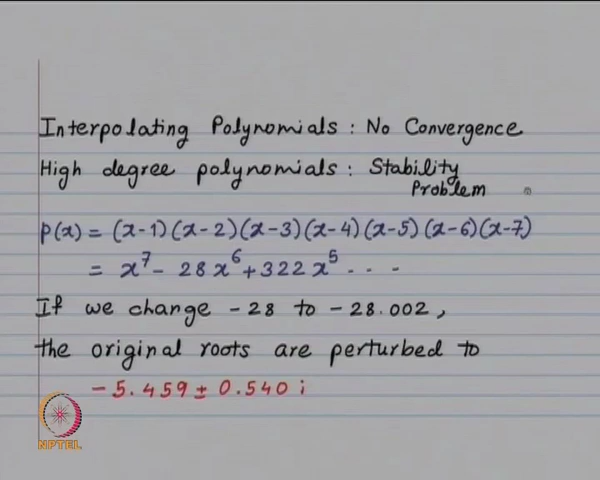 Interpolating Polynomials : No Convergence
High degree polynomials : Stability
Problem
p(x) = (x-1)(x-2)(x-3)(x-4)(x-5)(x-6)(x-7)
= x⁷ - 28x⁶ + 322x⁵ . . . -
If we change -28 to -28.002,
the original roots are perturbed to
-5.459 ± 0.540 i
NPTEL